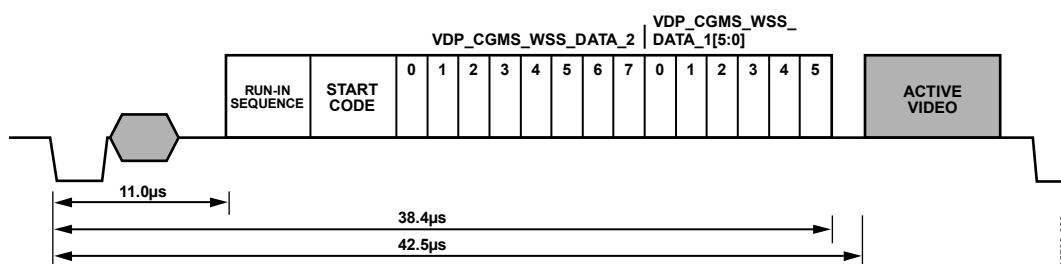 VDP_CGMS_WSS_DATA_2
VDP_CGMS_WSS_
DATA_1[5:0]
RUN-IN
SEQUENCE
START
CODE
0 1 2 3 4 5 6 7 0 1 2 3 4 5
ACTIVE
VIDEO
11.0µs
38.4µs
42.5µs